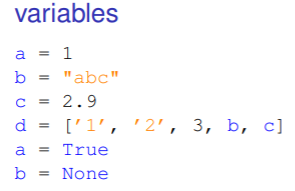 variables
a = 1
b = "abc"
c = 2.9
d = ['1', '2', 3, b, c]
a = True
b = None